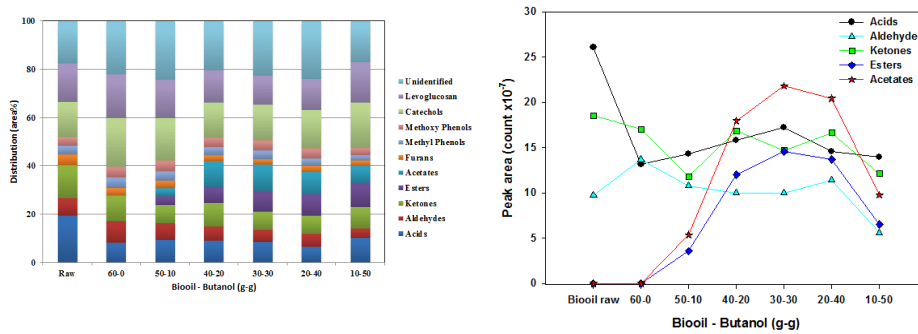 100
80
60
40
20
0
Distribution (area%)
Raw 60-0 50-10 40-20 30-30 20-40 10-50
Biooil - Butanol (g-g)
Unidentified
Levoglucosan
Catechols
Methoxy Phenols
Methyl Phenols
Furans
Acetates
Esters
Ketones
Aldehydes
Acids
30
25
20
15
10
5
0
Peak area (count x10-7)
Biooil raw 60-0 50-10 40-20 30-30 20-40 10-50
Biooil - Butanol (g-g)
Acids
Aldehyde
Ketones
Esters
Acetates